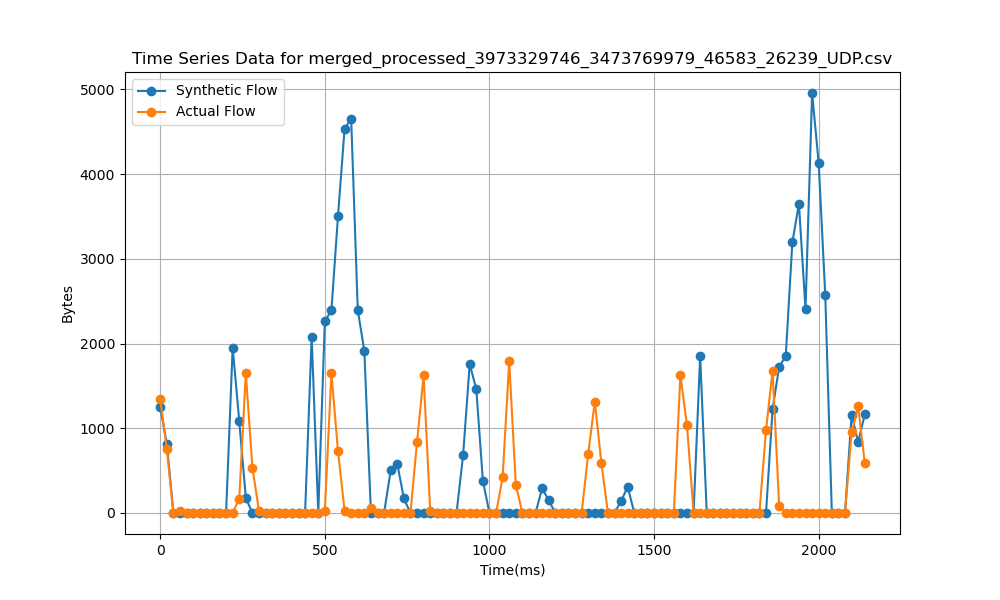 Time Series Data for merged_processed_3973329746_3473769979_46583_26239_UDP.csv
Synthetic Flow
Actual Flow
5000
4000
3000
2000
1000
0
Bytes
0 500 1000 1500 2000
Time(ms)